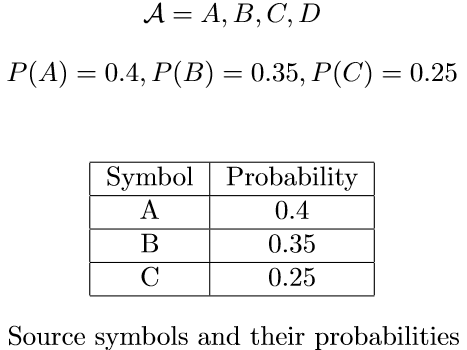 𝒜 = A, B, C, D
P(A) = 0.4, P(B) = 0.35, P(C) = 0.25
Symbol Probability
A 0.4
B 0.35
C 0.25
Source symbols and their probabilities